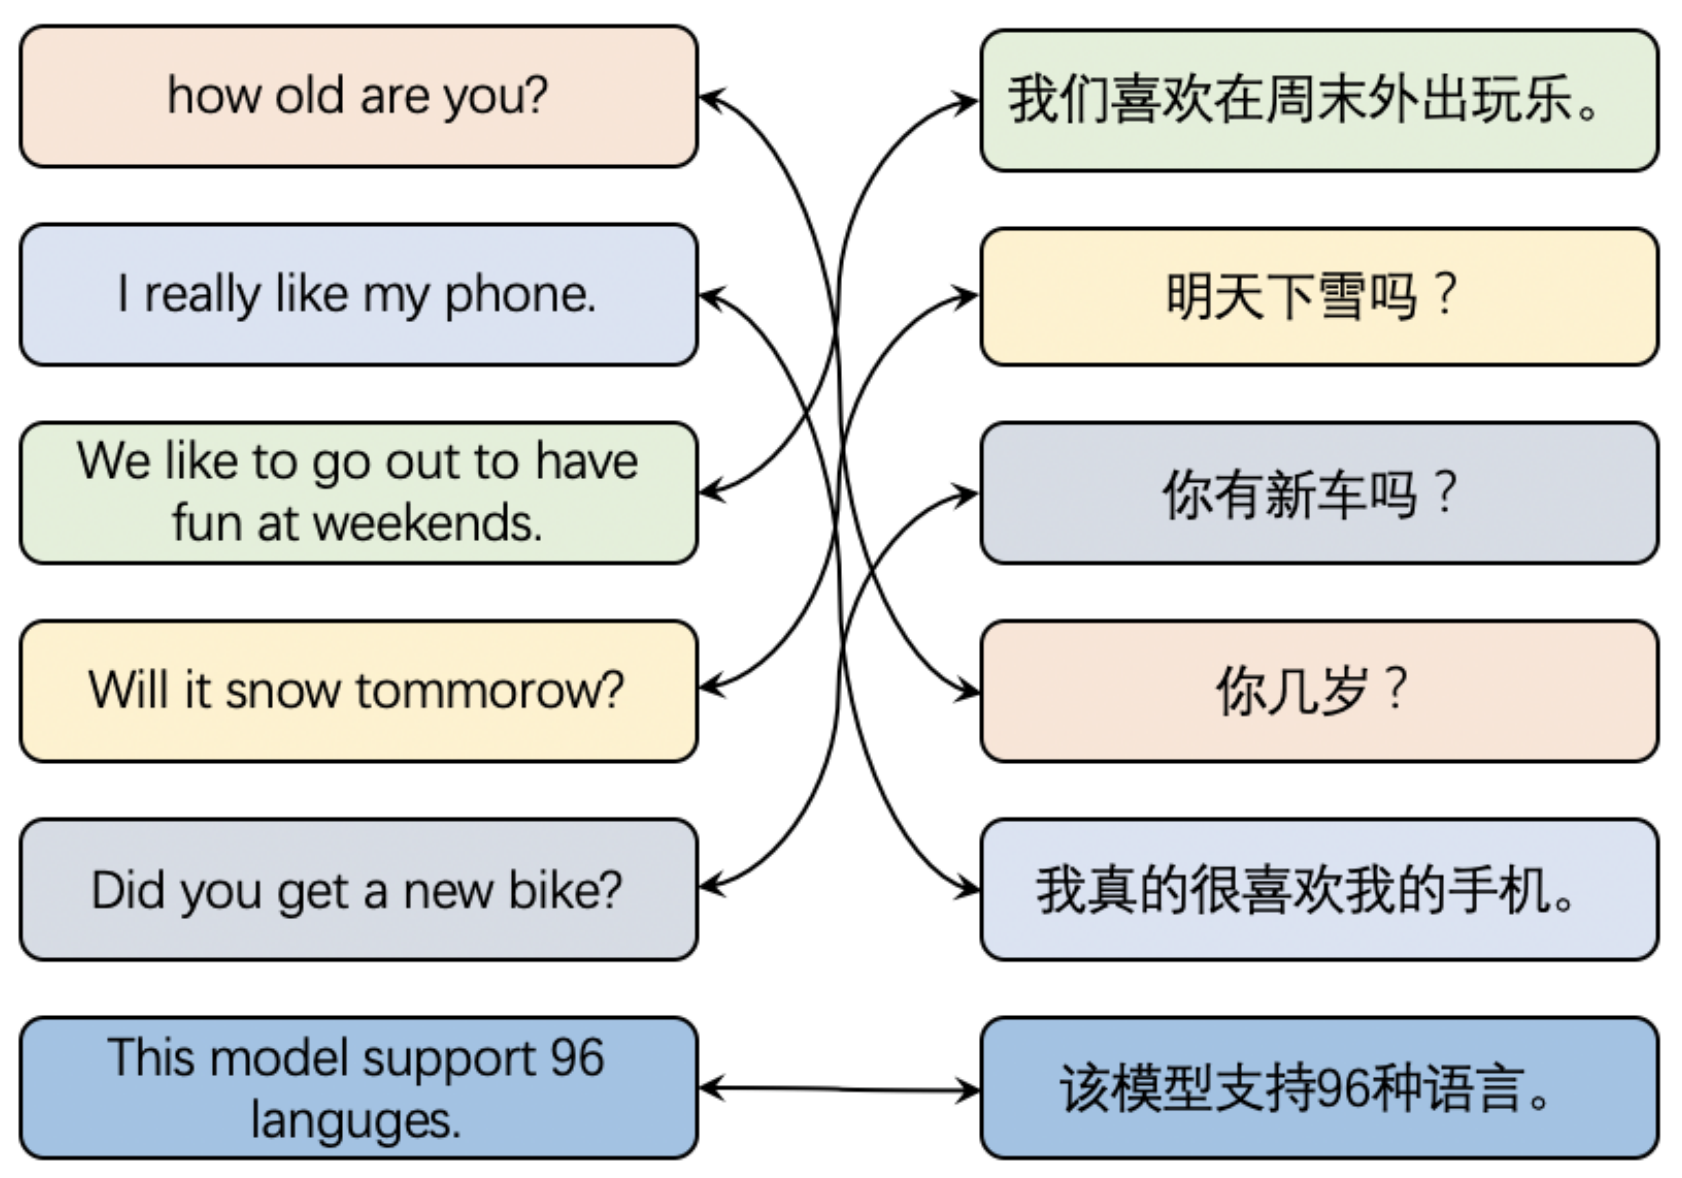 how old are you?
I really like my phone.
We like to go out to have
fun at weekends.
Will it snow tommorow?
Did you get a new bike?
This model support 96
languges.
我们喜欢在周末外出玩乐。
明天下雪吗？
你有新车吗？
你几岁？
我真的很喜欢我的手机。
该模型支持96种语言。